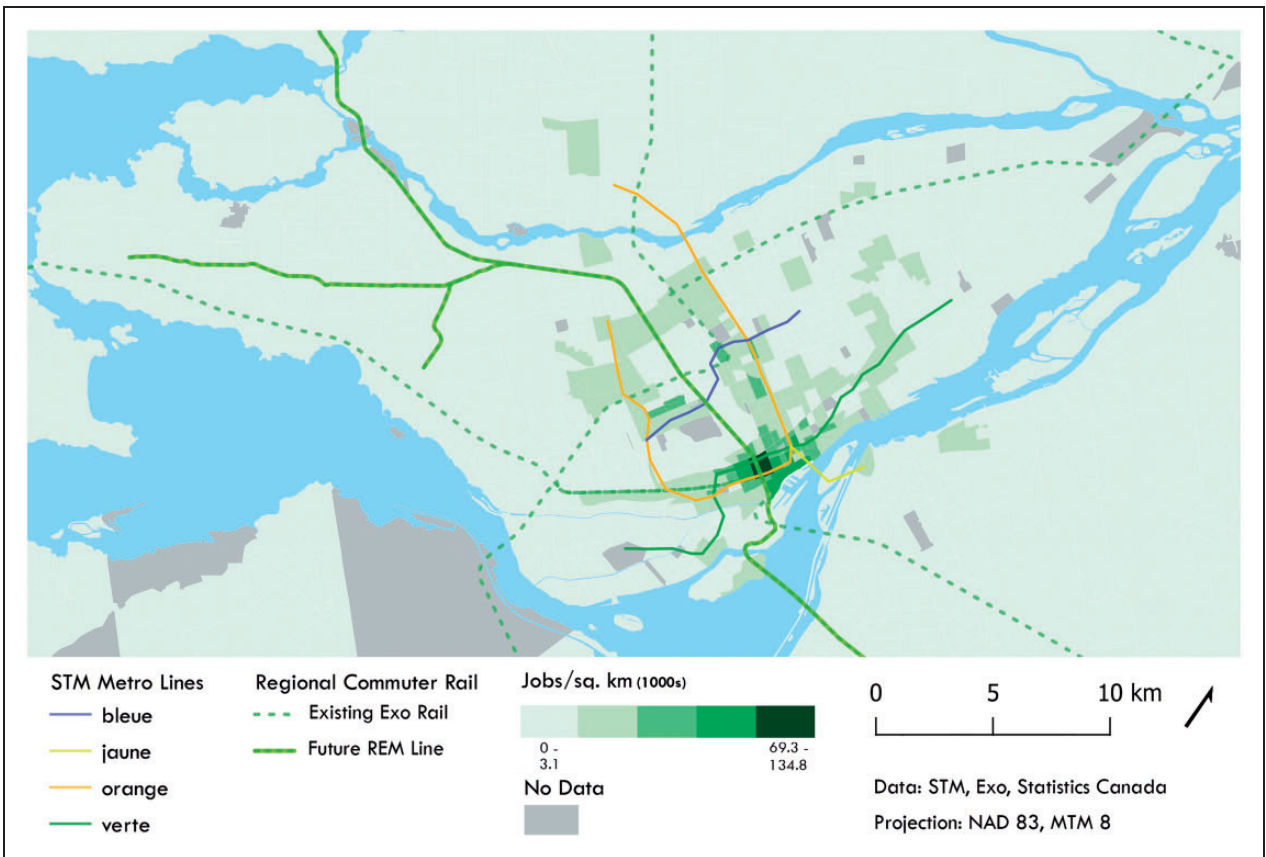 STM Metro Lines
bleue
jaune
orange
verte
Regional Commuter Rail
Existing Exo Rail
Future REM Line
Jobs/sq. km (1000s)
0 -
3.1
69.3 -
134.8
No Data
0 5 10 km
Data: STM, Exo, Statistics Canada
Projection: NAD 83, MTM 8